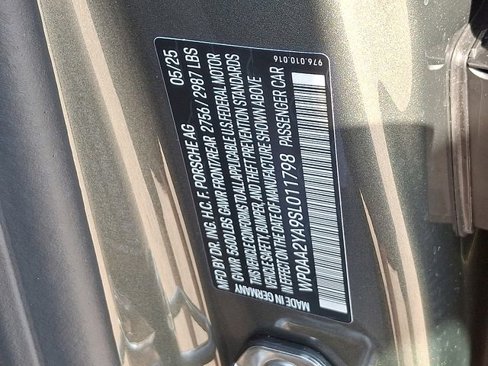 MFD BY DR. ING. H.C. F. PORSCHE AG 05/25
GVWR 5600 LBS GAWR FRONT/REAR 2756 / 2987 LBS
THIS VEHICLE CONFORMS TO ALL APPLICABLE U.S. FEDERAL MOTOR
VEHICLE SAFETY, BUMPER, AND THEFT PREVENTION STANDARDS
IN EFFECT ON THE DATE OF MANUFACTURE SHOWN ABOVE
WP0AA2YA9SL011798 PASSENGER CAR
MADE IN GERMANY 976.010.016